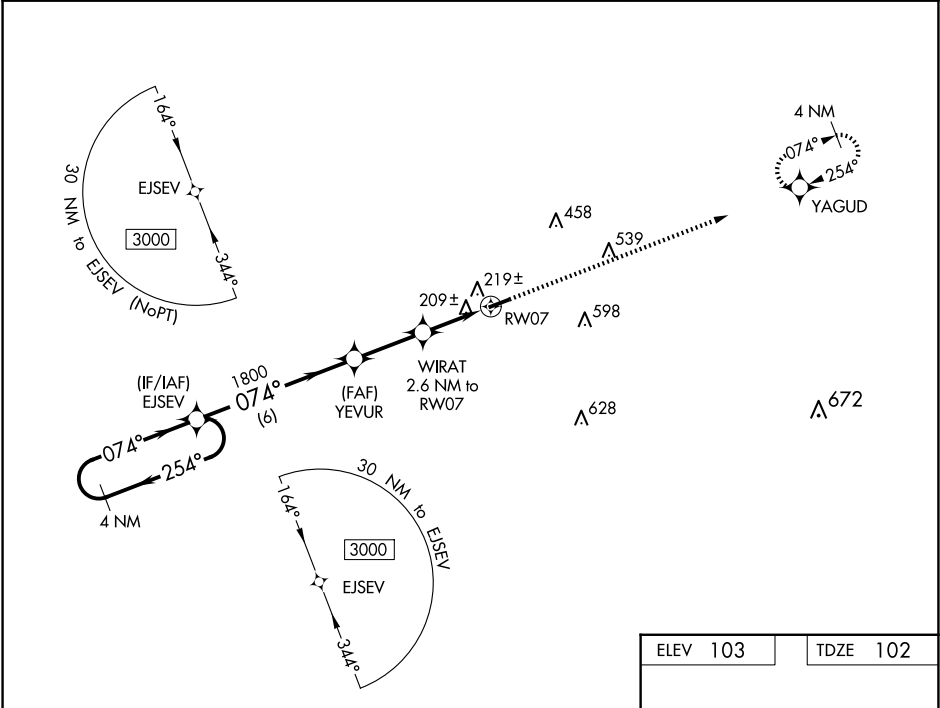 164°
EJSEV
3000
344°
30 NM to EJSEV (NoPT)
4 NM
074°
254°
YAGUD
458
539
219±
209±
RW07
598
WIRAT
2.6 NM to
RW07
(FAF)
YEVUR
(IF/IAF)
EJSEV
1800
074°
(6)
074°
254°
4 NM
628
672
30 NM to EJSEV
164°
3000
EJSEV
344°
ELEV 103
TDZE 102